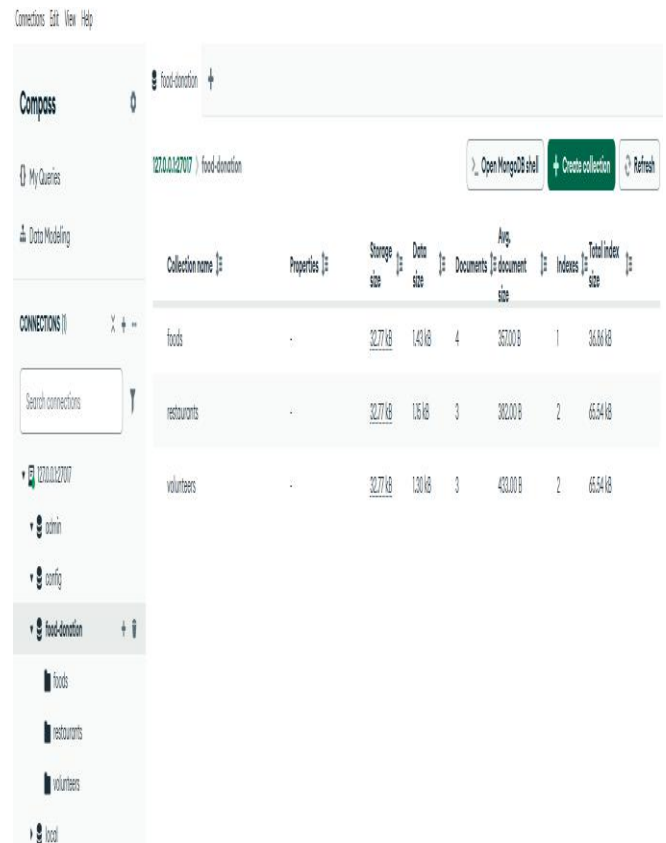 Connections Edit View Help
Compass
My Queries
Data Modeling
CONNECTIONS (1)
Search connections
127.0.0.1:27017
admin
config
food-donation
foods
restaurants
volunteers
local
food-donation
127.0.0.1:27017 > food-donation
>_ Open MongoDB shell
+ Create collection
Refresh
Collection name Properties Storage size Data size Documents Avg. document size Indexes Total index size
foods - 32.77 kB 1.43 kB 4 357.00 B 1 36.86 kB
restaurants - 32.77 kB 1.15 kB 3 382.00 B 2 65.54 kB
volunteers - 32.77 kB 1.30 kB 3 433.00 B 2 65.54 kB